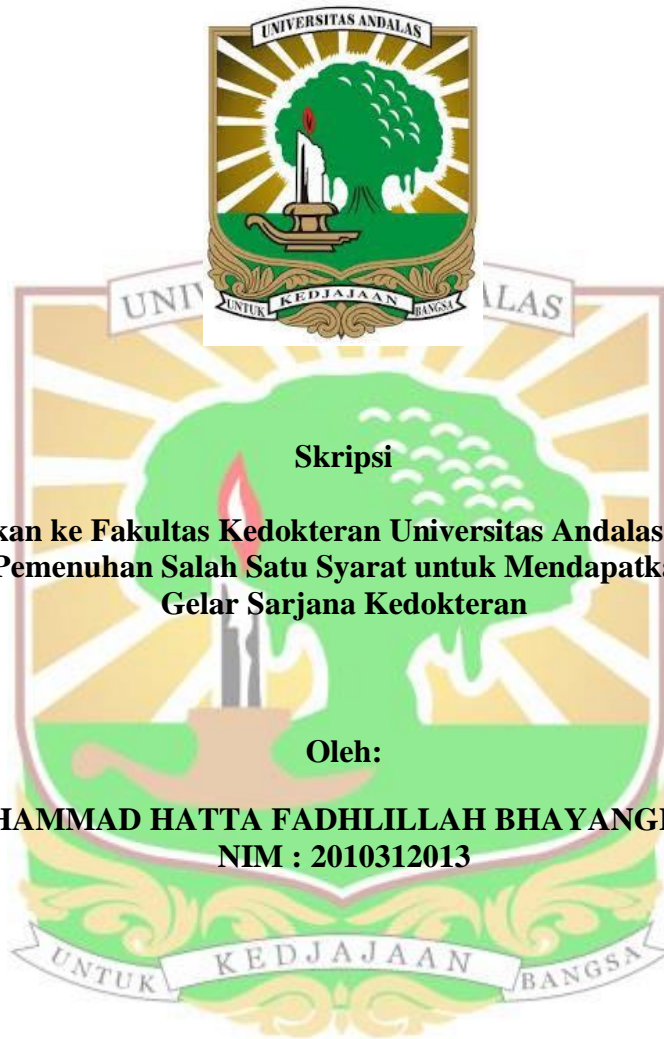 UNIVERSITAS ANDALAS
UNTUK KEDJAJAAN BANGSA
UNIV ALAS
Skripsi
kan ke Fakultas Kedokteran Universitas Andalas
Pemenuhan Salah Satu Syarat untuk Mendapatka
Gelar Sarjana Kedokteran
Oleh:
HAMMAD HATTA FADHLILLAH BHAYANG
NIM : 2010312013
UNTUK KEDJAJAAN BANGSA